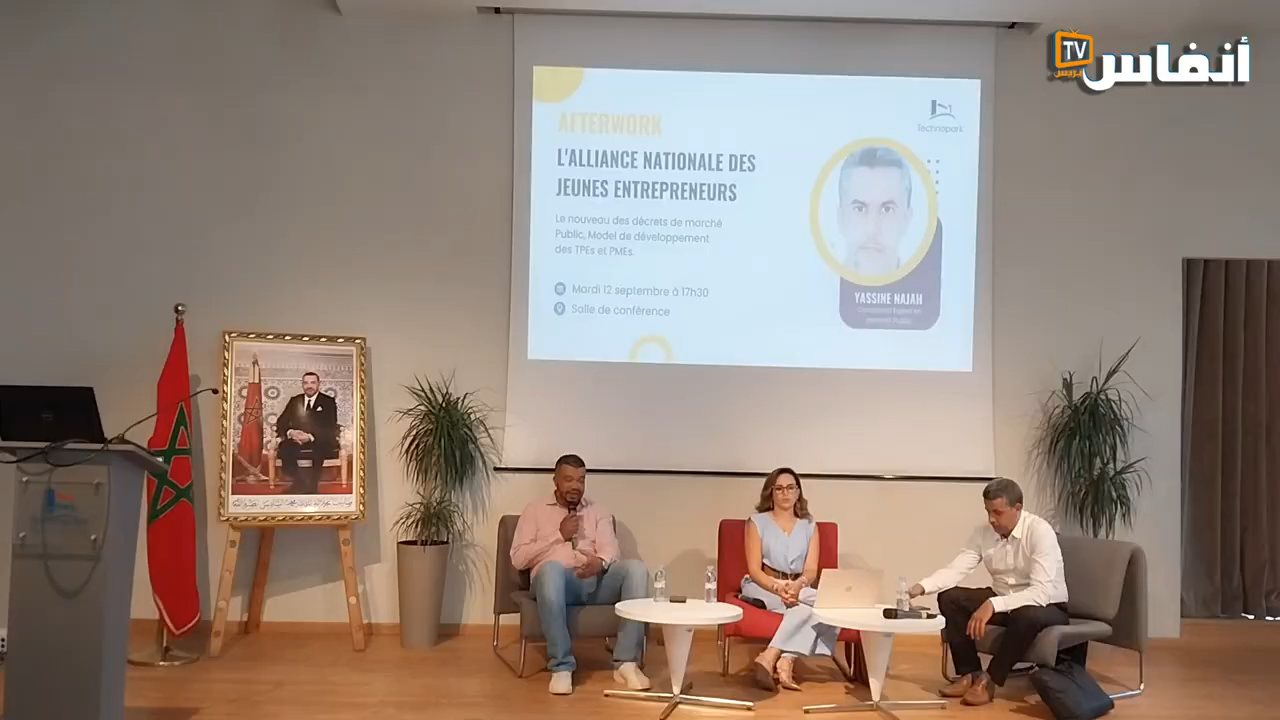 أنفاس
TV
بريس
AFTERWORK
Technopark
L'ALLIANCE NATIONALE DES
JEUNES ENTREPRENEURS
Le nouveau des décrets de marché
Public, Model de développement
des TPEs et PMEs.
Mardi 12 septembre à 17h30
Salle de conférence
YASSINE NAJAH